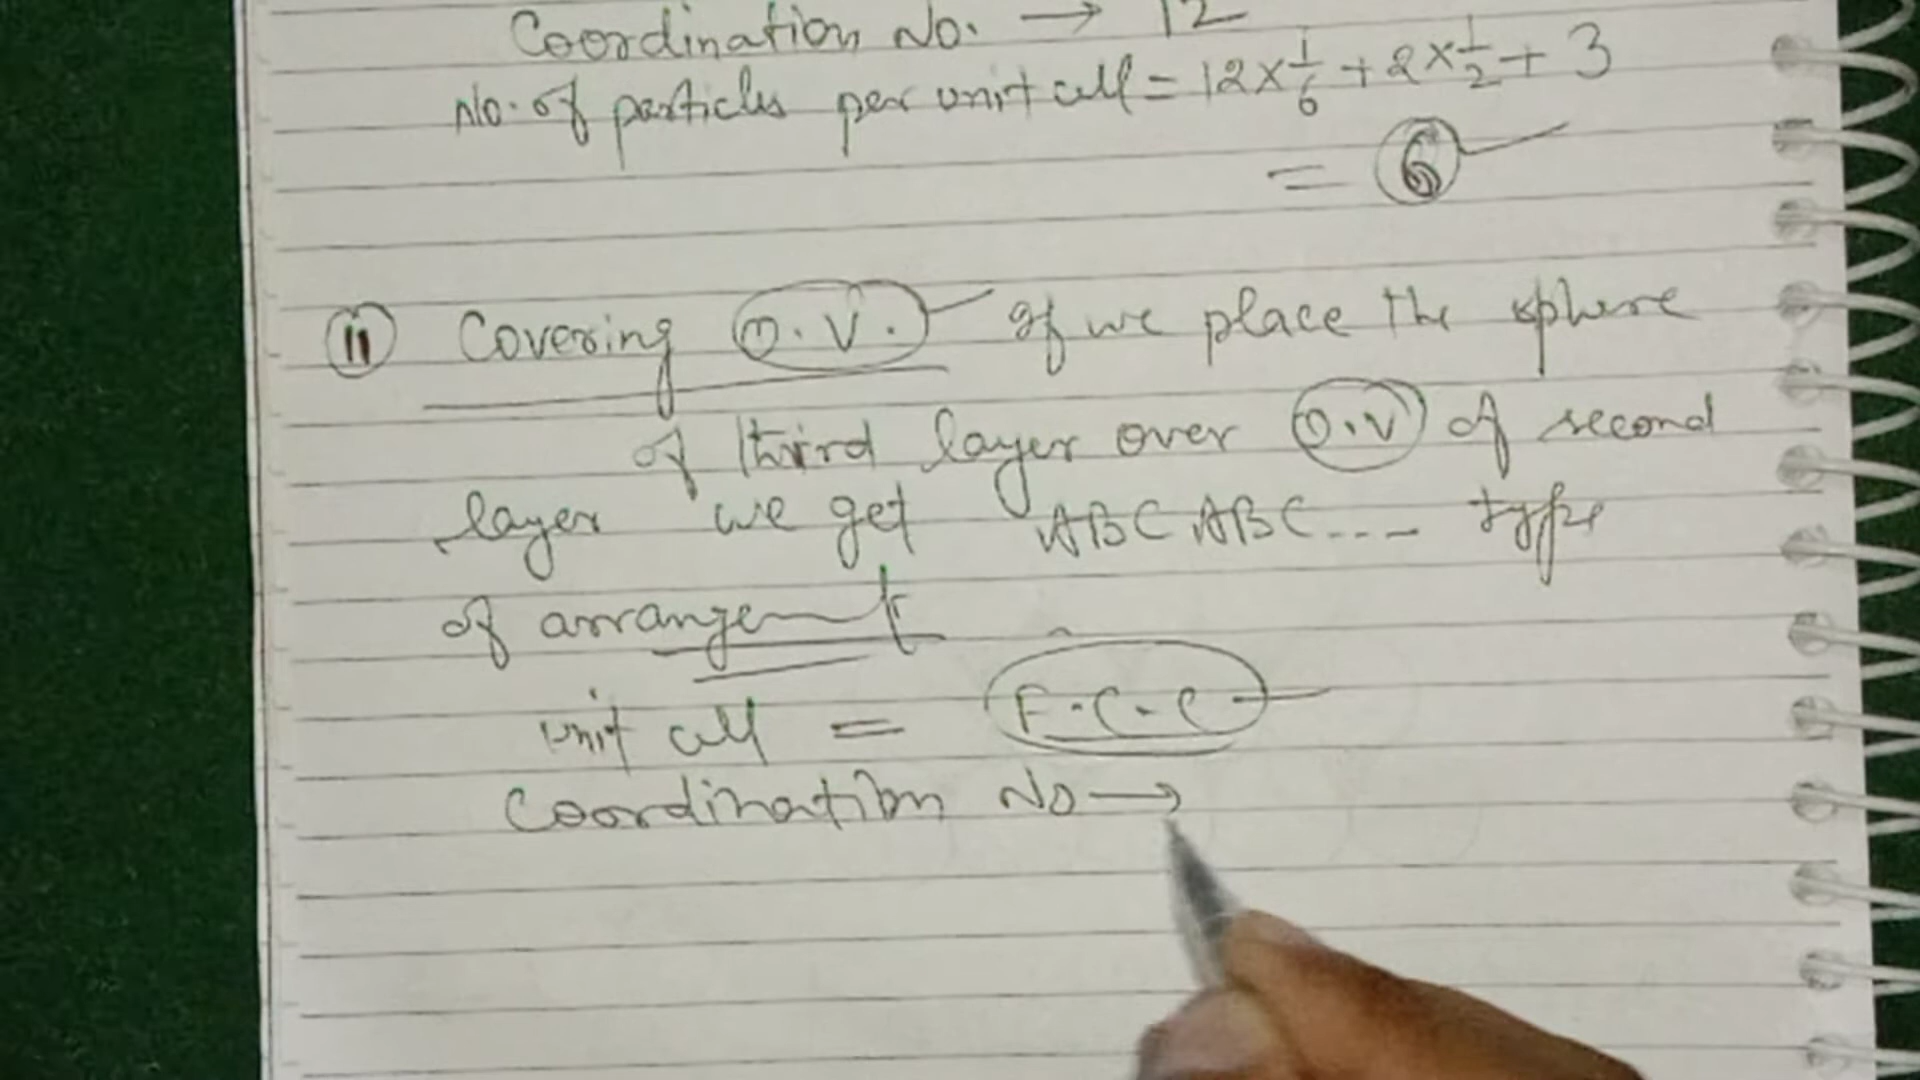 Coordination No. → 12
No. of particles per unit cell = 12 × 1/6 + 2 × 1/2 + 3
= 6
(ii) Covering O.V. If we place the sphere
of third layer over O.V of second
layer we get ABC ABC... type
of arrangement
unit cell = F.C.C
Coordination No →